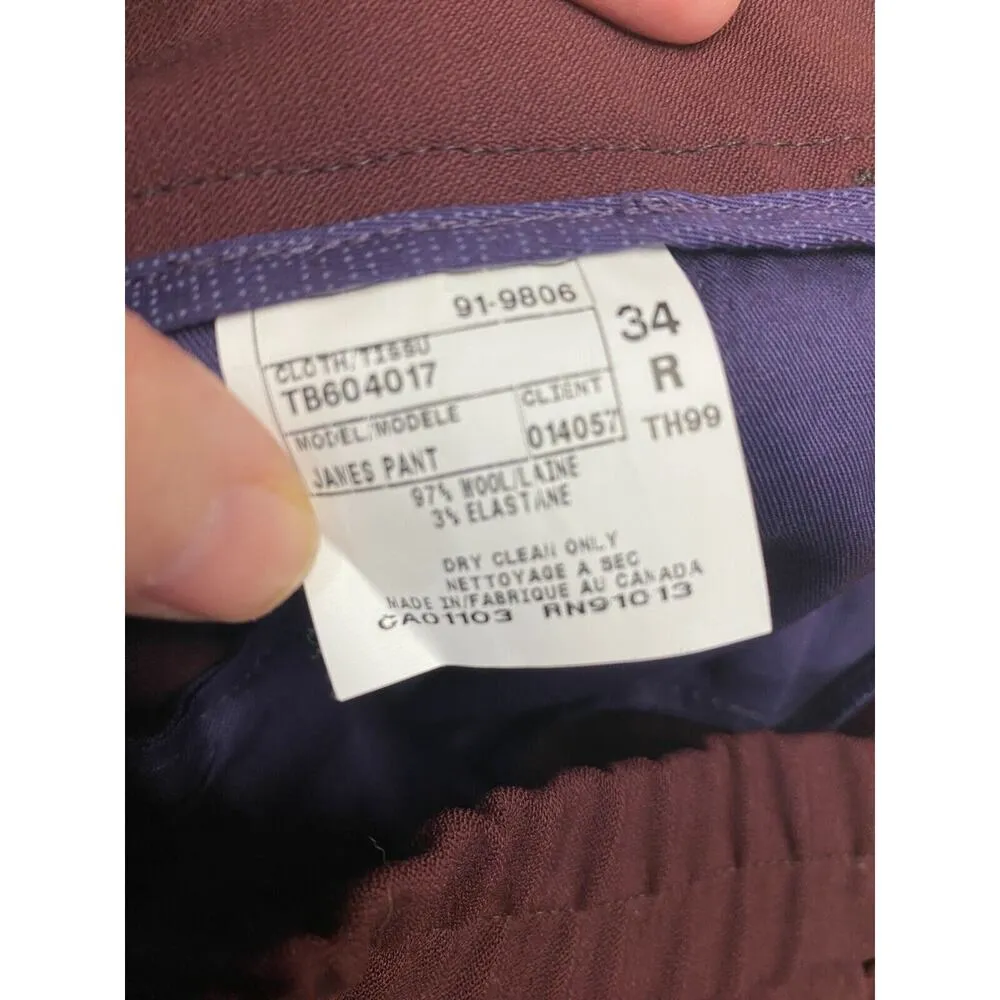 91-9806
34
CLOTH/TISSU
R
TB604017
CLIENT
MODEL/MODELE
014057
TH99
JAMES PANT
97% WOOL/LAINE
3% ELASTANE
DRY CLEAN ONLY
NETTOYAGE A SEC
MADE IN/FABRIQUE AU CANADA
CA01103 RN91013